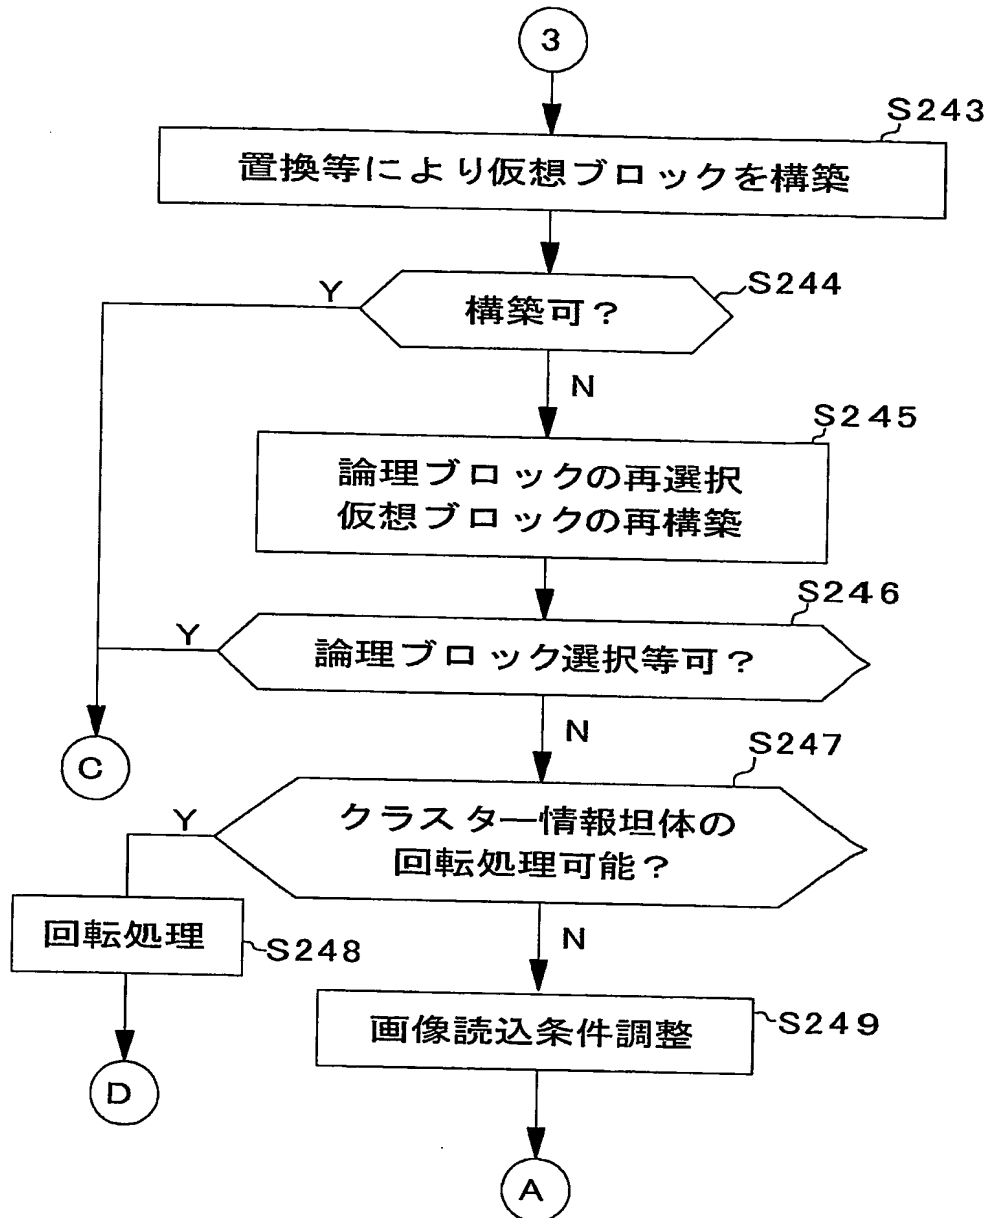 3
S243
置換等により仮想ブロックを構築
S244
Y
構築可？
N
S245
論理ブロックの再選択
仮想ブロックの再構築
S246
Y
論理ブロック選択等可？
N
C
S247
Y
クラスター情報坦体の
回転処理可能？
回転処理
S248
N
画像読込条件調整
S249
D
A